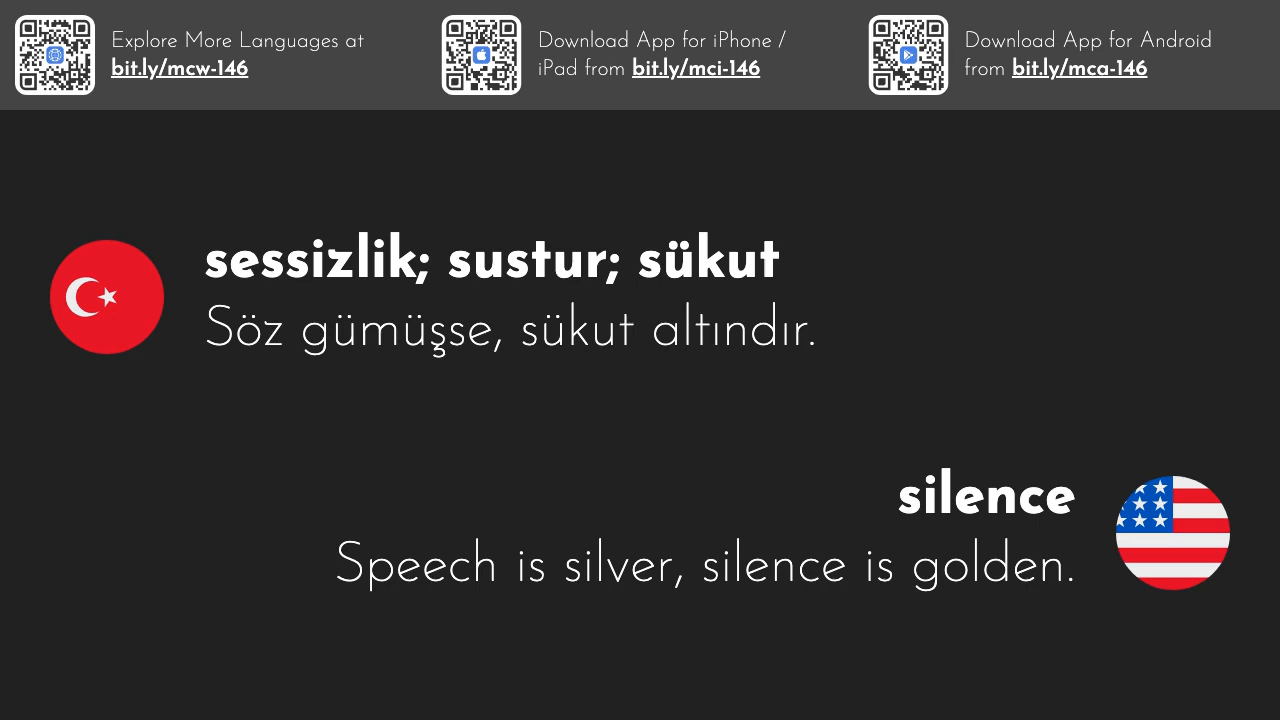 Explore More Languages at
bit.ly/mcw-146
Download App for iPhone /
iPad from bit.ly/mci-146
Download App for Android
from bit.ly/mca-146
sessizlik; sustur; sükut
Söz gümüşse, sükut altındır.
silence
Speech is silver, silence is golden.